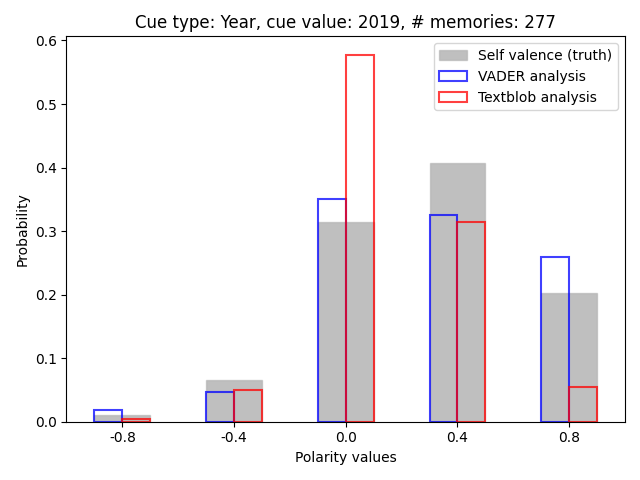 Cue type: Year, cue value: 2019, # memories: 277
Self valence (truth)
VADER analysis
Textblob analysis
Probability
0.6
0.5
0.4
0.3
0.2
0.1
0.0
-0.8 -0.4 0.0 0.4 0.8
Polarity values